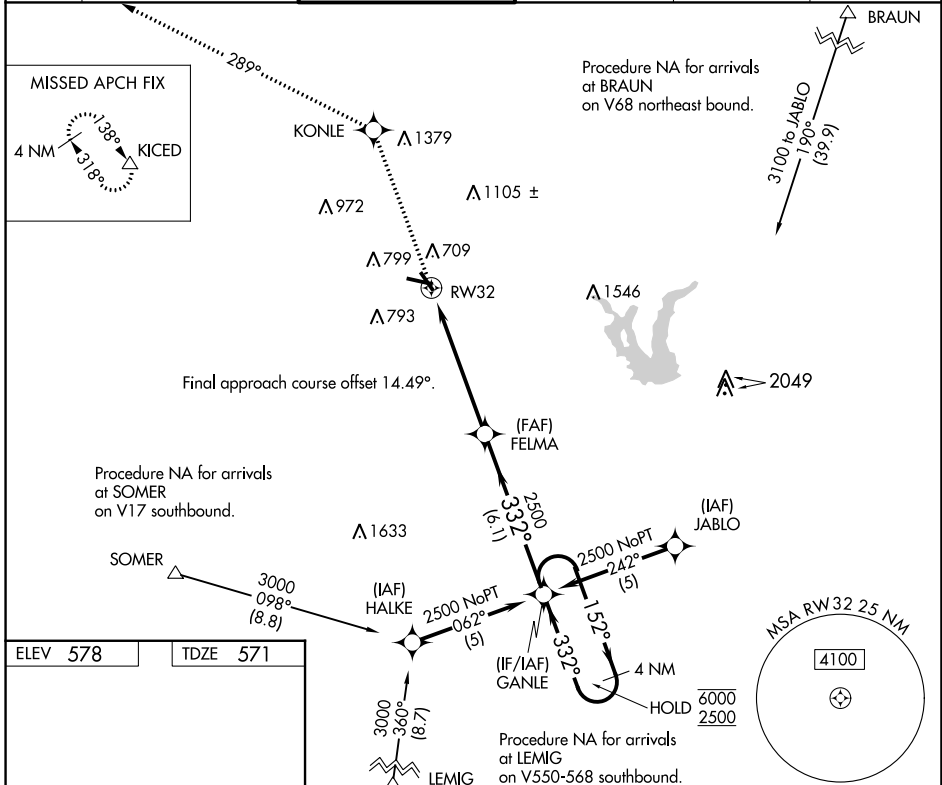 BRAUN
289°
Procedure NA for arrivals
at BRAUN
on V68 northeast bound.
MISSED APCH FIX
138°
4 NM
KICED
318°
KONLE
1379
3100 to JABLO
190°
(39.9)
972
1105 ±
799
709
RW32
1546
793
2049
Final approach course offset 14.49°.
(FAF)
FELMA
Procedure NA for arrivals
at SOMER
on V17 southbound.
2500
332°
(6.1)
(IAF)
JABLO
1633
2500 NoPT
242°
(5)
SOMER
3000
098°
(8.8)
(IAF)
HALKE
2500 NoPT
062°
(5)
152°
MSA RW32 25 NM
4100
ELEV 578
TDZE 571
(IF/IAF)
GANLE
332°
4 NM
HOLD
6000
2500
3000
360°
(8.7)
LEMIG
Procedure NA for arrivals
at LEMIG
on V550-568 southbound.